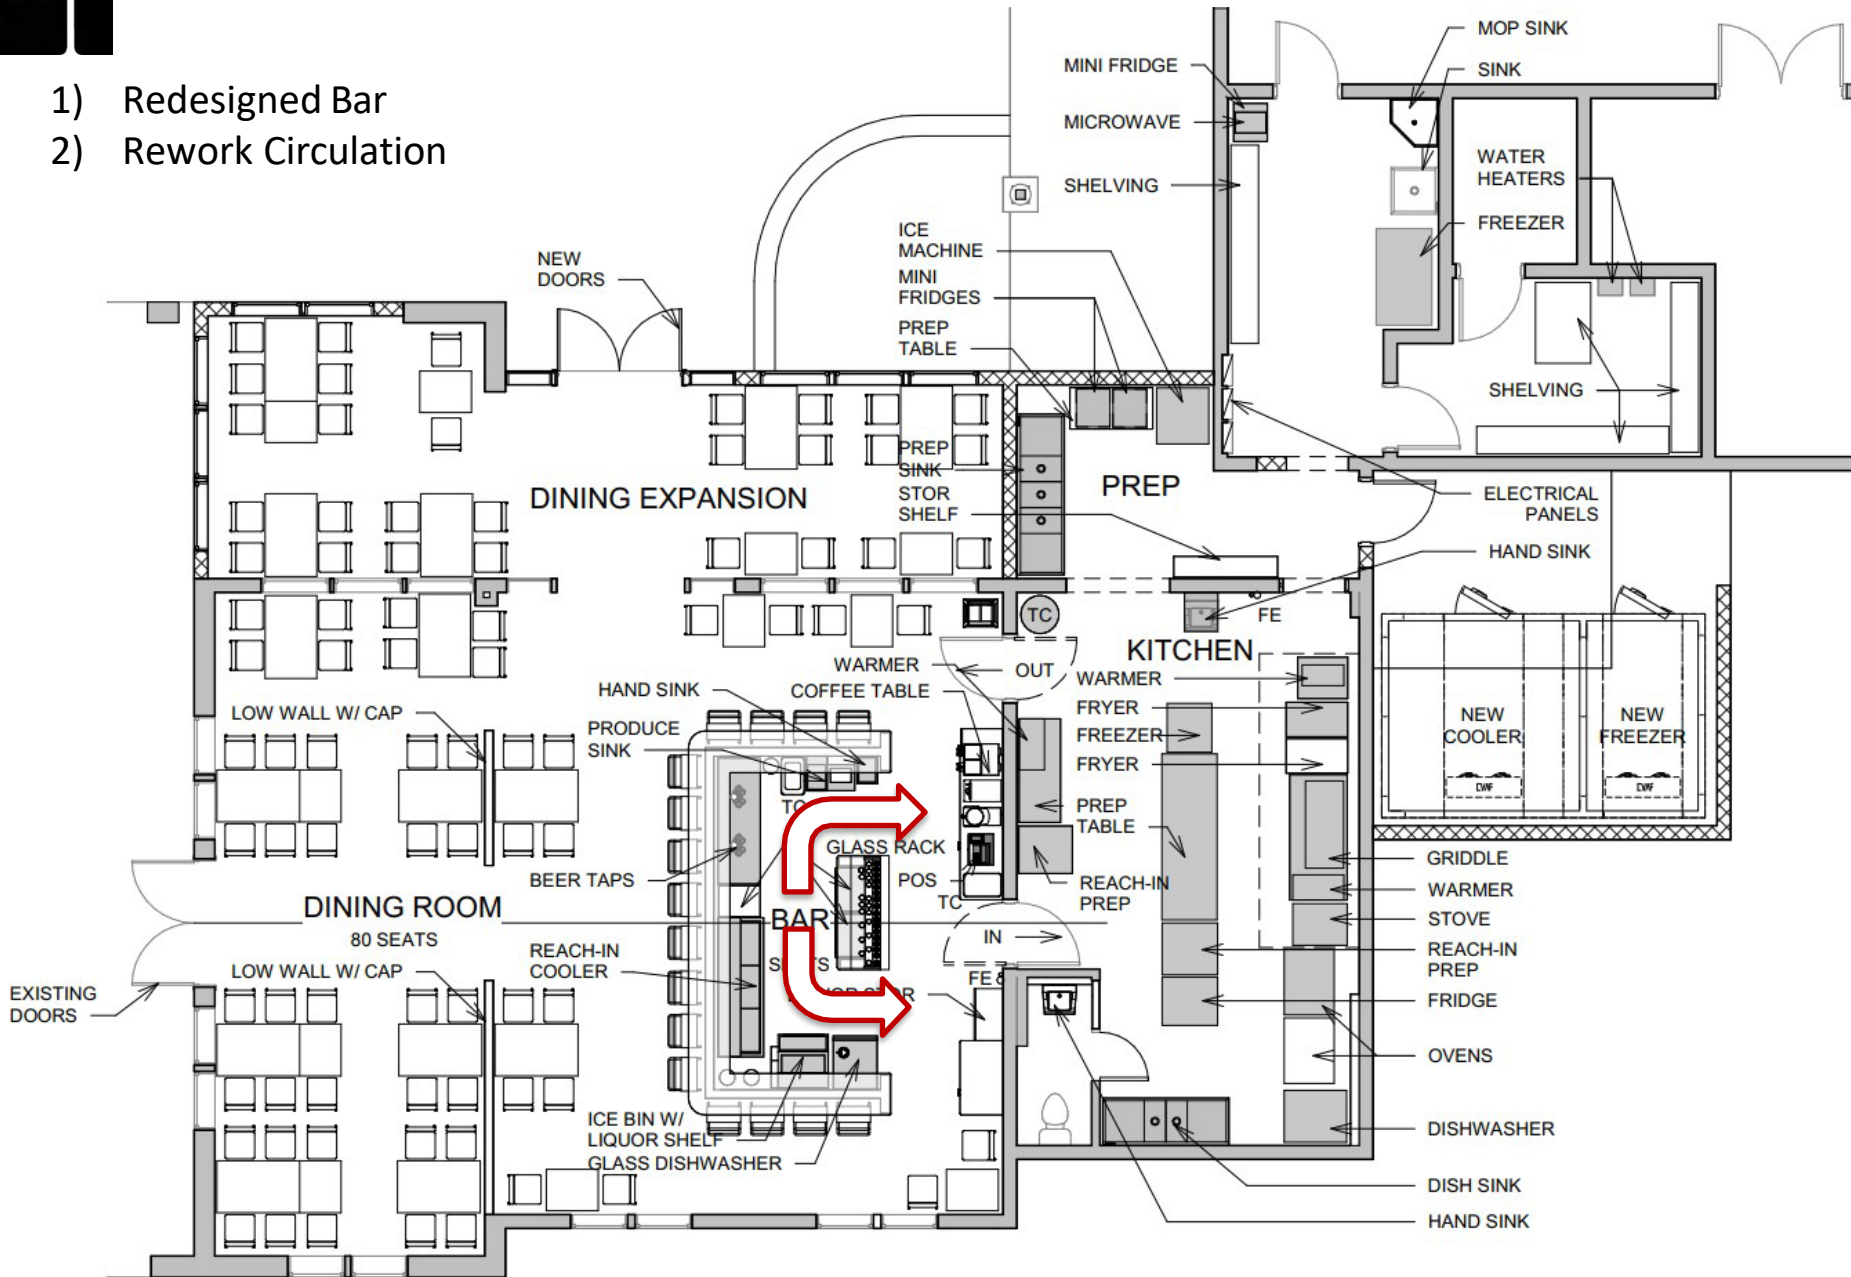 1) Redesigned Bar
2) Rework Circulation
MOP SINK
MINI FRIDGE
SINK
MICROWAVE
WATER
HEATERS
SHELVING
FREEZER
ICE
MACHINE
NEW
DOORS
MINI
FRIDGES
PREP
TABLE
SHELVING
PREP
SINK
PREP
DINING EXPANSION
STOR
SHELF
ELECTRICAL
PANELS
HAND SINK
TC
FE
KITCHEN
WARMER
OUT
WARMER
HAND SINK
COFFEE TABLE
LOW WALL W/ CAP
FRYER
NEW
COOLER
NEW
FREEZER
PRODUCE
SINK
FREEZER
FRYER
PREP
TABLE
GLASS RACK
GRIDDLE
BEER TAPS
POS
REACH-IN
PREP
WARMER
TC
DINING ROOM
80 SEATS
BAR
STOVE
IN
REACH-IN
COOLER
REACH-IN
PREP
LOW WALL W/ CAP
FE
EXISTING
DOORS
FRIDGE
OVENS
ICE BIN W/
LIQUOR SHELF
GLASS DISHWASHER
DISHWASHER
DISH SINK
HAND SINK